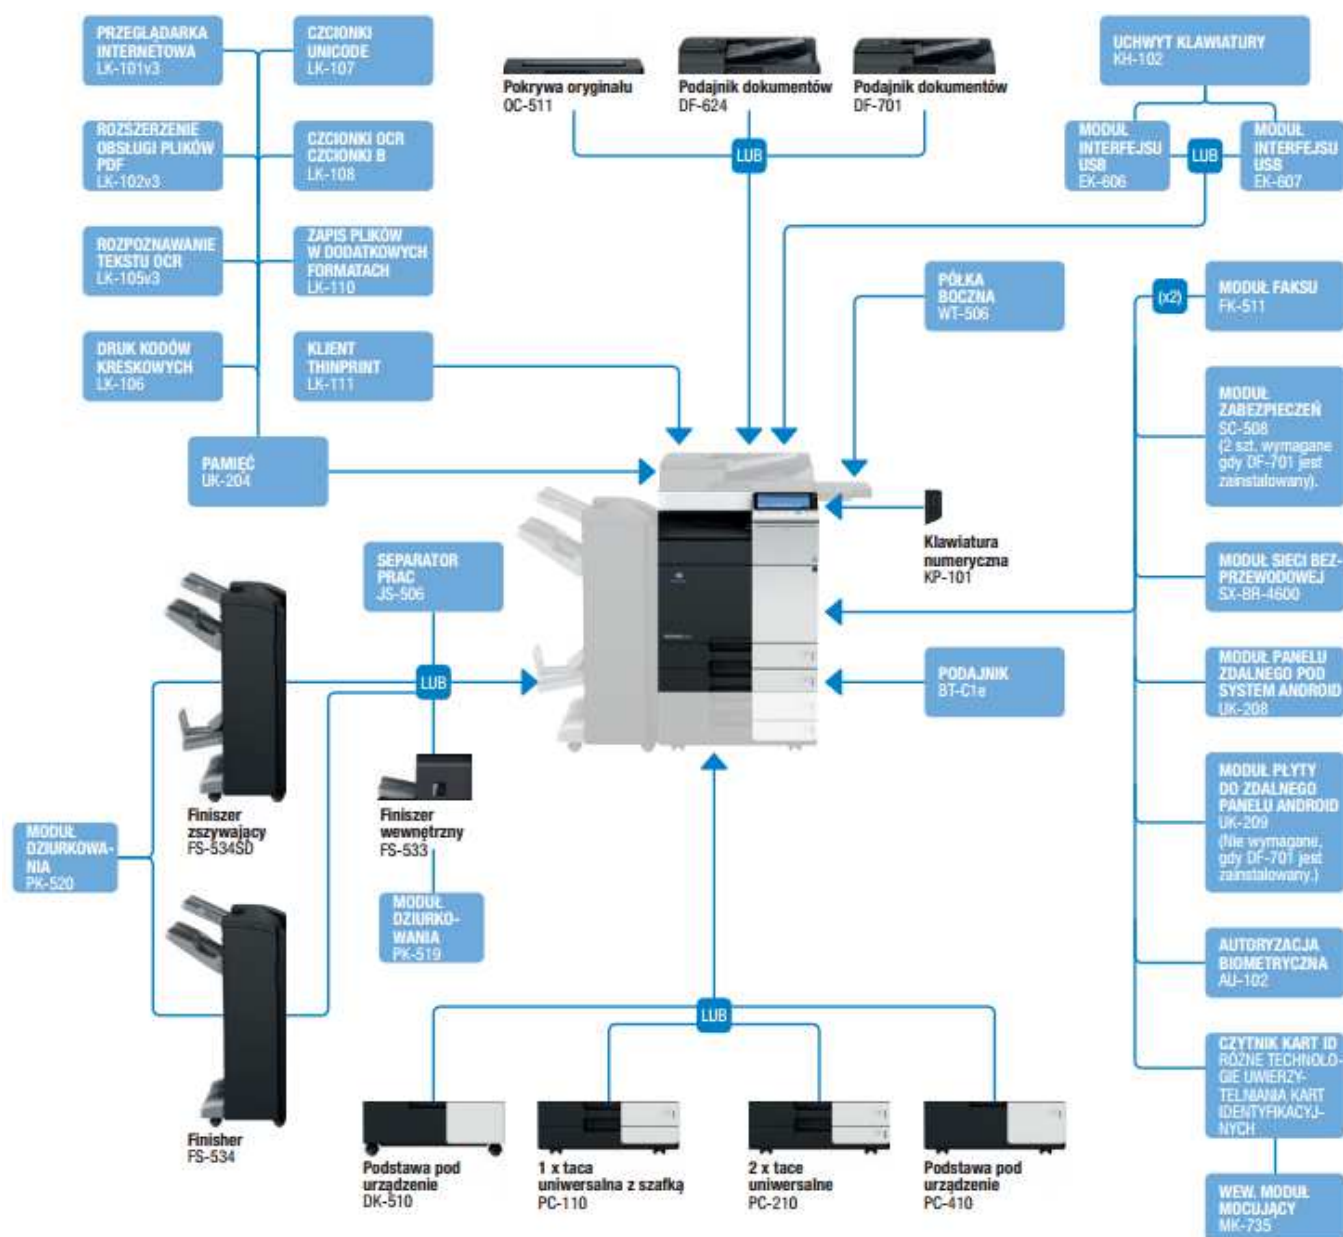 PRZEGLĄDARKA
INTERNETOWA
LK-101v3
CZCIONKI
UNICODE
LK-107
ROZSZERZENIE
OBSŁUGI PLIKÓW
PDF
LK-102v3
CZCIONKI OCR
CZCIONKI B
LK-108
ROZPOZNAWANIE
TEKSTU OCR
LK-105v3
ZAPIS PLIKÓW
W DODATKOWYCH
FORMATACH
LK-110
DRUK KODÓW
KRESKOWYCH
LK-106
KLIENT
THINPRINT
LK-111
PAMIĘĆ
UK-204
Pokrywa oryginału
OC-511
Podajnik dokumentów
DF-624
Podajnik dokumentów
DF-701
LUB
UCHWYT KLAWIATURY
KH-102
MODUŁ
INTERFEJSU
USB
EK-606
LUB
MODUŁ
INTERFEJSU
USB
EK-607
PÓŁKA
BOCZNA
WT-506
(x2)
MODUŁ FAKSU
FK-511
MODUŁ
ZABEZPIECZEŃ
SC-508
(2 szt. wymagane
gdy DF-701 jest
zainstalowany).
Klawiatura
numeryczna
KP-101
MODUŁ SIECI BEZ-
PRZEWODOWEJ
SX-BR-4600
PODAJNIK
BT-C1e
MODUŁ PANELU
ZDALNEGO POD
SYSTEM ANDROID
UK-208
MODUŁ PŁYTY
DO ZDALNEGO
PANELU ANDROID
UK-209
(Nie wymagane,
gdy DF-701 jest
zainstalowany.)
AUTORYZACJA
BIOMETRYCZNA
AU-102
CZYTNIK KART ID
RÓŻNE TECHNOLO-
GIE UWIERZY-
TELNIANIA KART
IDENTYFIKACYJ-
NYCH
WEW. MODUŁ
MOCUJĄCY
MK-735
SEPARATOR
PRAC
JS-506
LUB
Finiszer
zszywający
FS-534SD
Finiszer
wewnętrzny
FS-533
MODUŁ
DZIURKOWA-
NIA
PK-520
MODUŁ
DZIURKO-
WANIA
PK-519
Finisher
FS-534
LUB
Podstawa pod
urządzenie
DK-510
1 x taca
uniwersalna z szafką
PC-110
2 x tace
uniwersalne
PC-210
Podstawa pod
urządzenie
PC-410